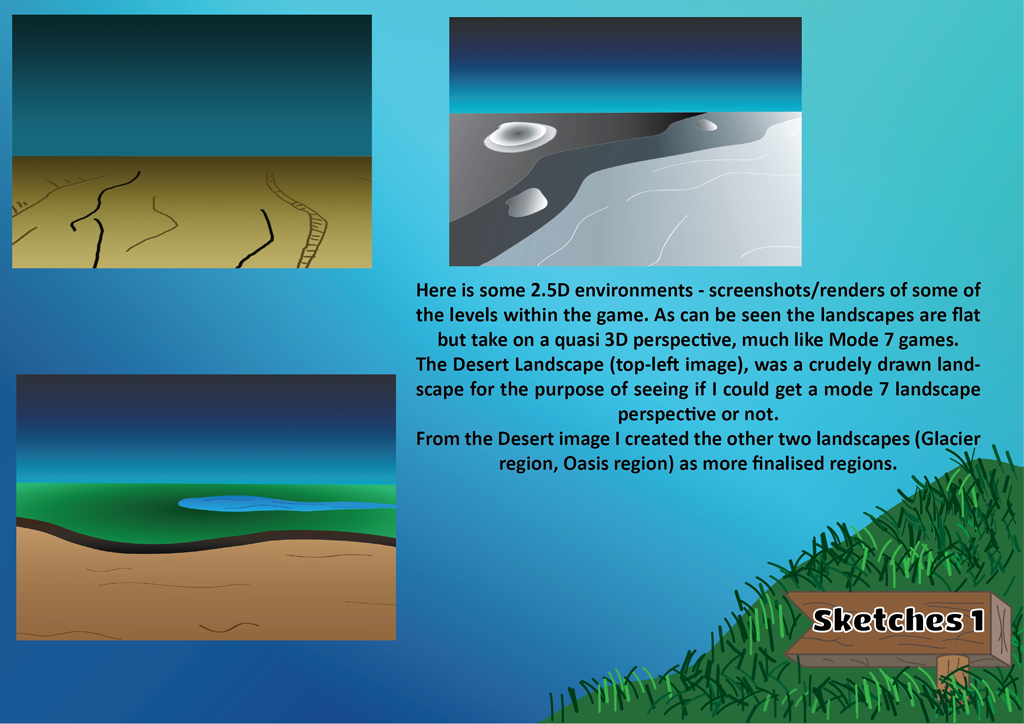 Here is some 2.5D environments - screenshots/renders of some of
the levels within the game. As can be seen the landscapes are flat
but take on a quasi 3D perspective, much like Mode 7 games.
The Desert Landscape (top-left image), was a crudely drawn land-
scape for the purpose of seeing if I could get a mode 7 landscape
perspective or not.
From the Desert image I created the other two landscapes (Glacier
region, Oasis region) as more finalised regions.
Sketches 1